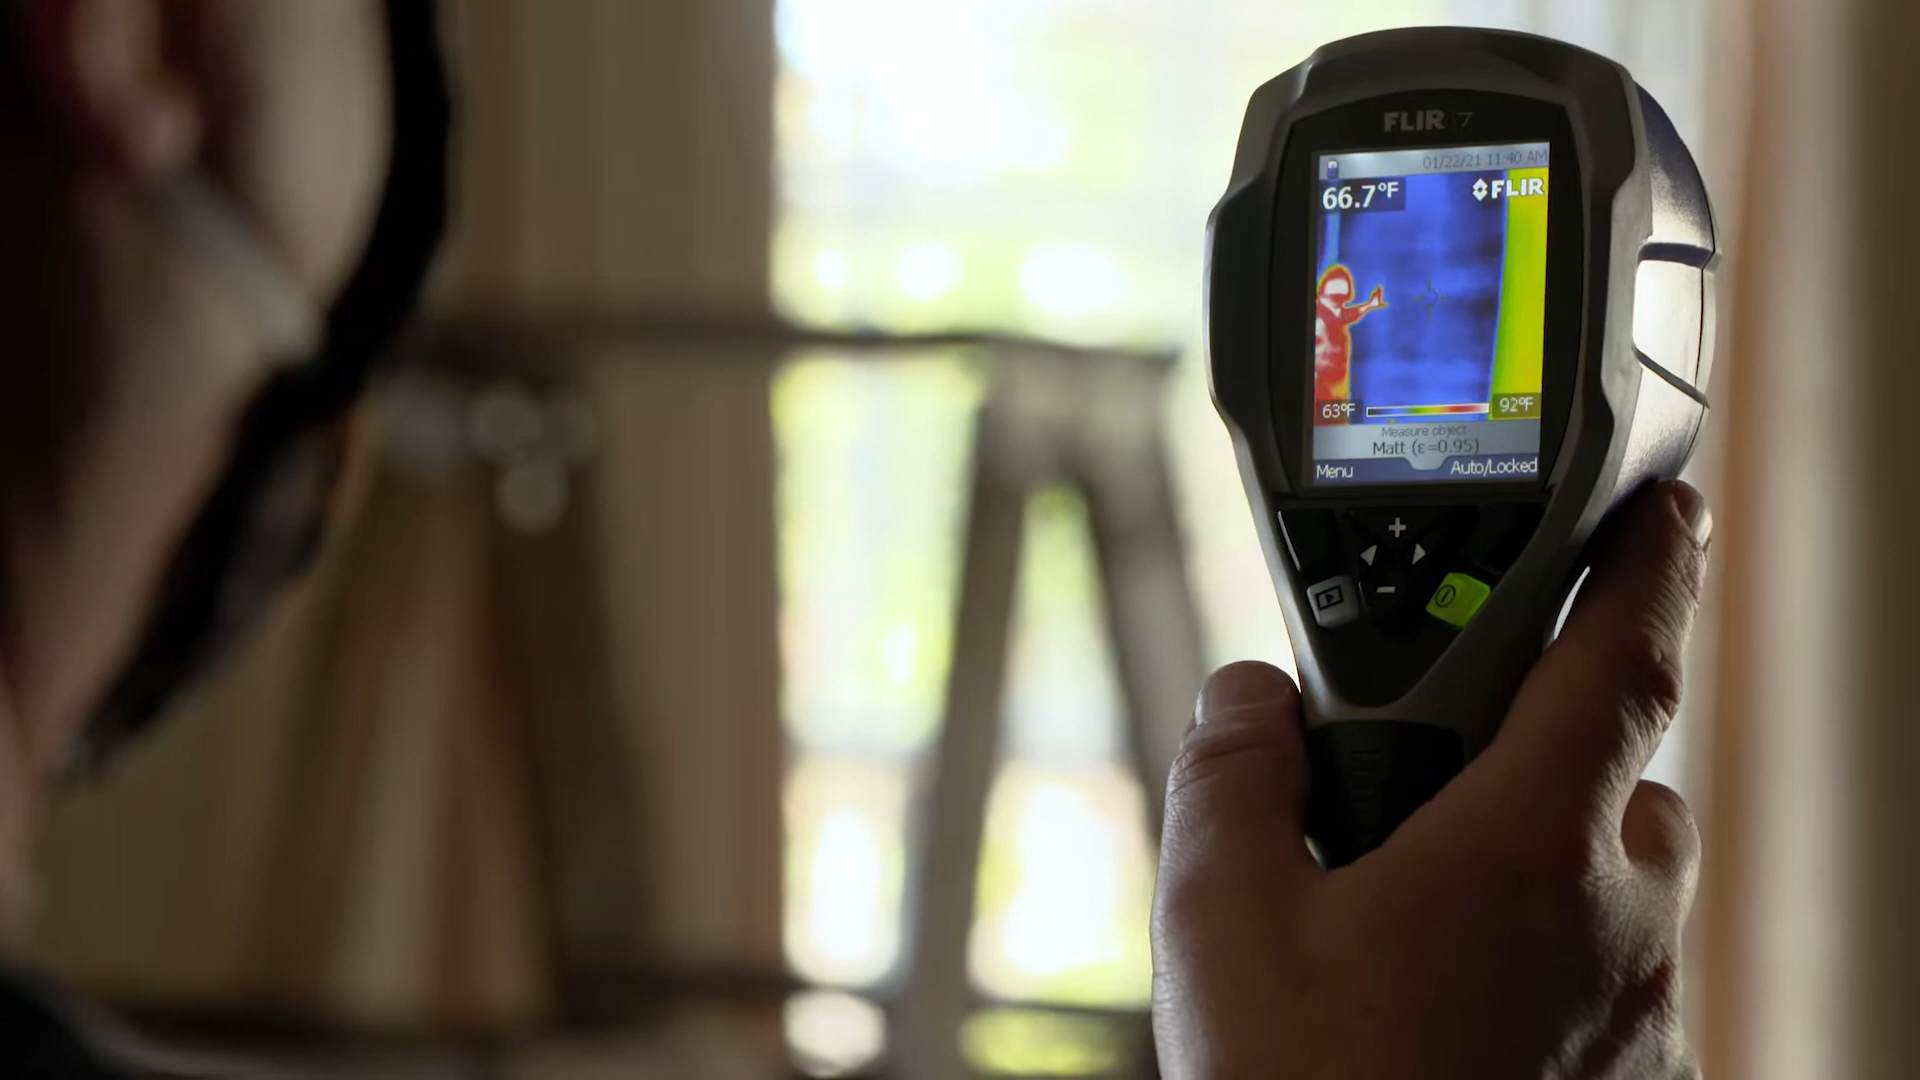 FLIR i7
01/22/21 11:40 AM
66.7°F
FLIR
63°F
92°F
Measure object:
Matt (ε=0.95)
Menu
Auto/Locked